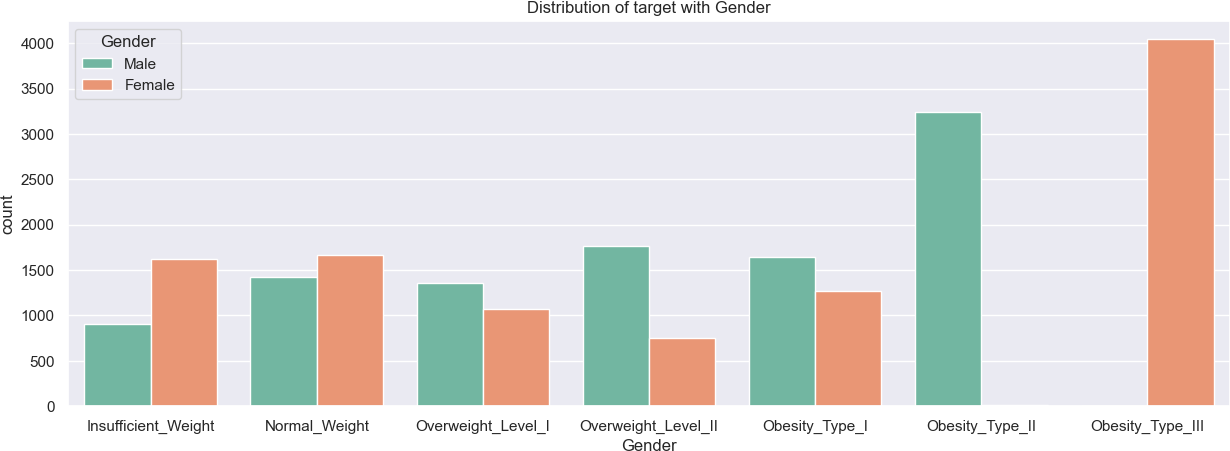 Distribution of target with Gender
Gender
Male
Female
4000
3500
3000
2500
2000
1500
1000
500
0
count
Insufficient_Weight
Normal_Weight
Overweight_Level_I
Overweight_Level_II
Obesity_Type_I
Obesity_Type_II
Obesity_Type_III
Gender